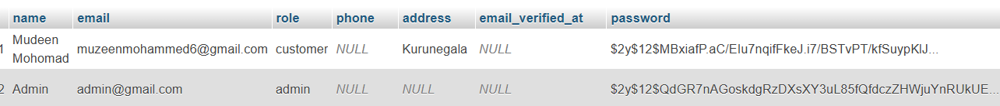 name email role phone address email_verified_at password
1 Mudeen Mohomad muzeenmohammed6@gmail.com customer NULL Kurunegala NULL $2y$12$MBxiafP.aC/EIu7nqifFkeJ.i7/BSTvPT/kfSuypKlJ...
2 Admin admin@gmail.com admin NULL NULL NULL $2y$12$QdGR7nAGoskdgRzDXsXY3uL85fQfdczZHWjuYnRUkUE...